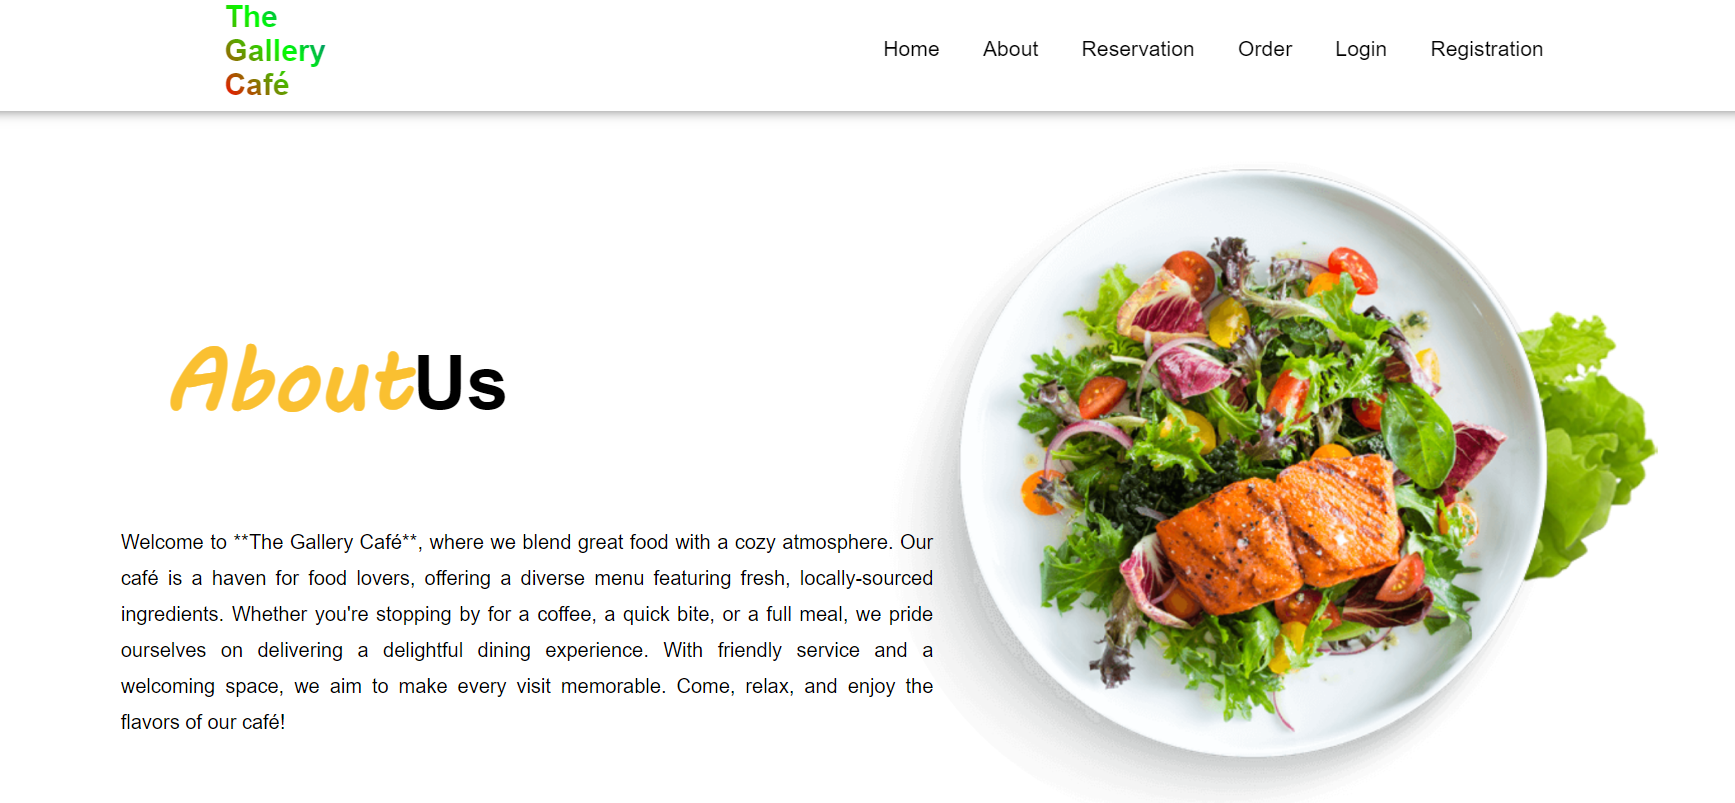 The
Gallery
Café
Home About Reservation Order Login Registration
AboutUs
Welcome to **The Gallery Café**, where we blend great food with a cozy atmosphere. Our
café is a haven for food lovers, offering a diverse menu featuring fresh, locally-sourced
ingredients. Whether you're stopping by for a coffee, a quick bite, or a full meal, we pride
ourselves on delivering a delightful dining experience. With friendly service and a
welcoming space, we aim to make every visit memorable. Come, relax, and enjoy the
flavors of our café!